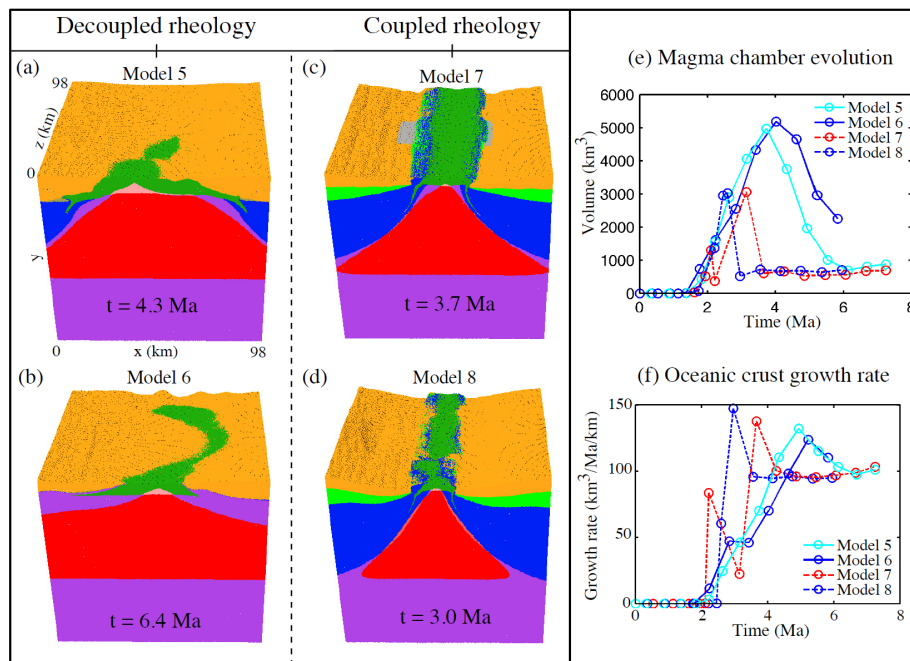 Decoupled rheology
Coupled rheology
(a)
Model 5
98
z (km)
0
y
t = 4.3 Ma
0
x (km)
98
(b)
Model 6
t = 6.4 Ma
(c)
Model 7
t = 3.7 Ma
(d)
Model 8
t = 3.0 Ma
(e) Magma chamber evolution
Volume (km³)
6000
5000
4000
3000
2000
1000
0
Model 5
Model 6
Model 7
Model 8
0 2 4 6 8
Time (Ma)
(f) Oceanic crust growth rate
Growth rate (km³/Ma/km)
150
100
50
0
Model 5
Model 6
Model 7
Model 8
0 2 4 6 8
Time (Ma)